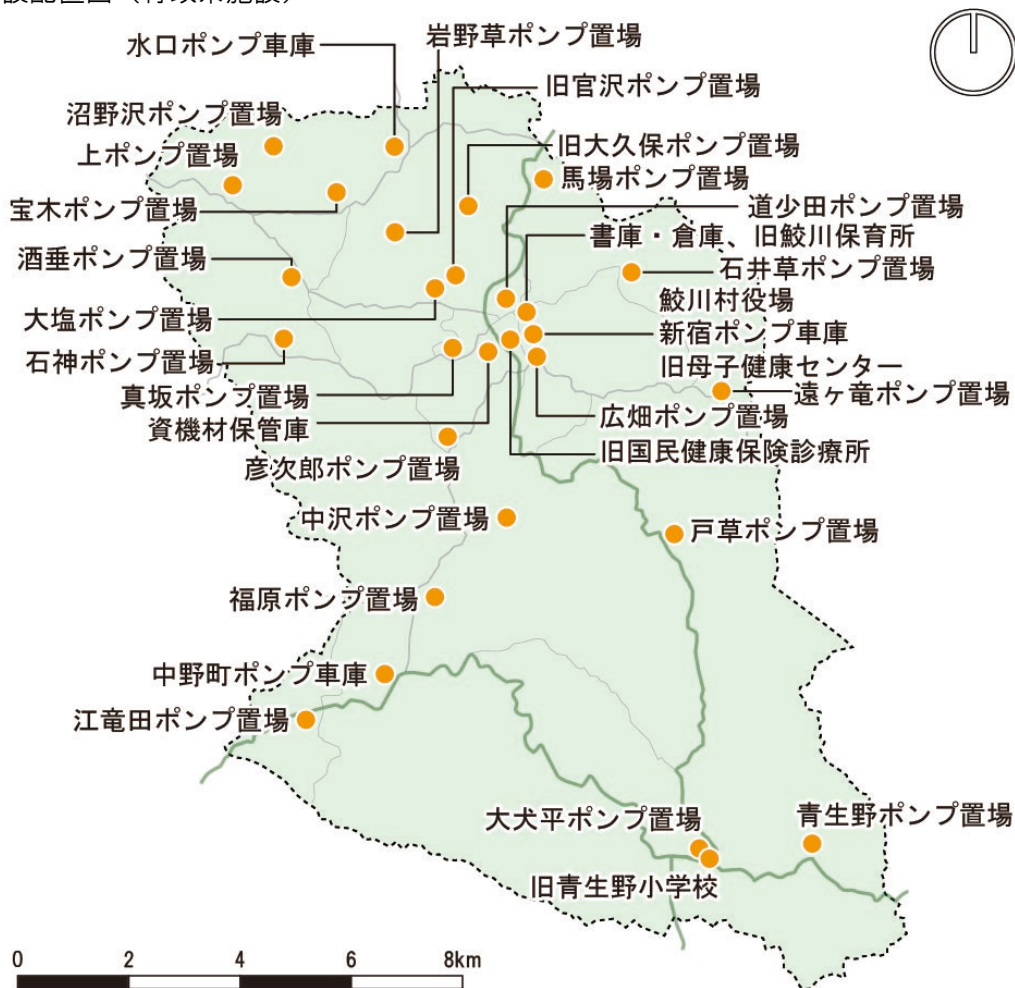 水口ポンプ車庫
岩野草ポンプ置場
旧官沢ポンプ置場
沼野沢ポンプ置場
旧大久保ポンプ置場
上ポンプ置場
馬場ポンプ置場
宝木ポンプ置場
道少田ポンプ置場
書庫・倉庫、旧鮫川保育所
酒垂ポンプ置場
石井草ポンプ置場
鮫川村役場
大塩ポンプ置場
新宿ポンプ車庫
石神ポンプ置場
旧母子健康センター
真坂ポンプ置場
遠ヶ竜ポンプ置場
広畑ポンプ置場
資機材保管庫
旧国民健康保険診療所
彦次郎ポンプ置場
中沢ポンプ置場
戸草ポンプ置場
福原ポンプ置場
中野町ポンプ車庫
江竜田ポンプ置場
大犬平ポンプ置場
青生野ポンプ置場
旧青生野小学校
0 2 4 6 8km